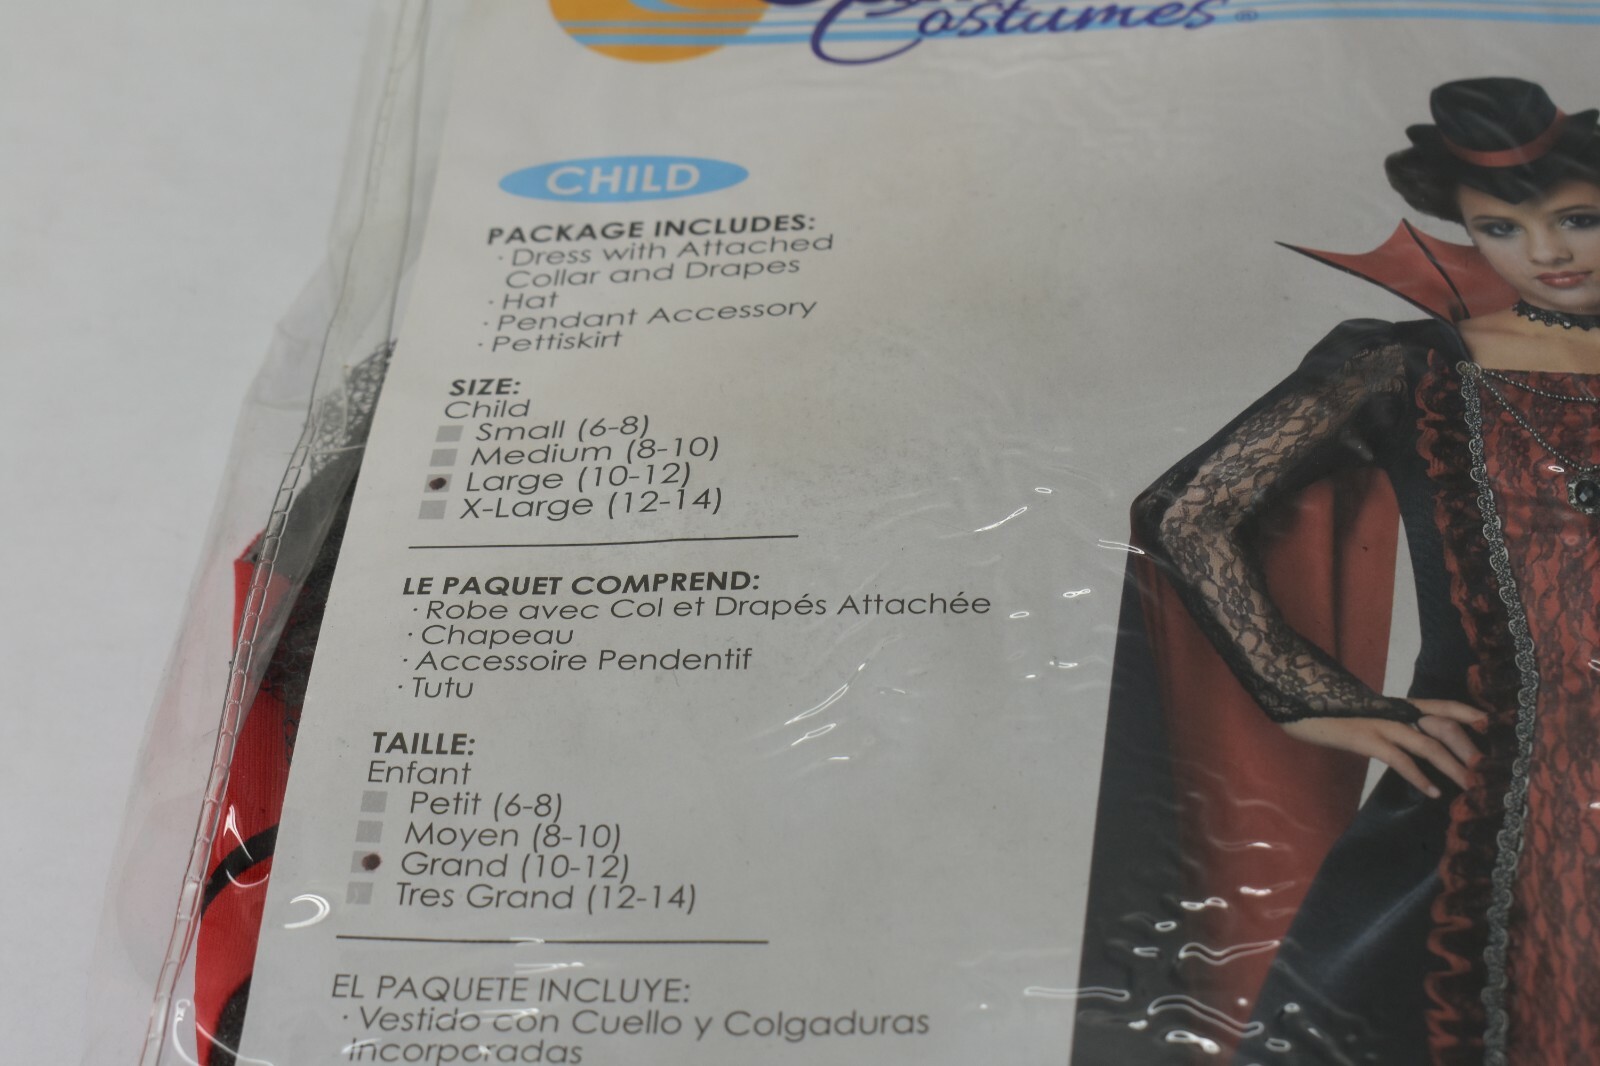 Costumes®
CHILD
PACKAGE INCLUDES:
· Dress with Attached
Collar and Drapes
· Hat
· Pendant Accessory
· Pettiskirt
SIZE:
Child
Small (6-8)
Medium (8-10)
Large (10-12)
X-Large (12-14)
LE PAQUET COMPREND:
· Robe avec Col et Drapés Attachée
· Chapeau
· Accessoire Pendentif
· Tutu
TAILLE:
Enfant
Petit (6-8)
Moyen (8-10)
Grand (10-12)
Tres Grand (12-14)
EL PAQUETE INCLUYE:
· Vestido con Cuello y Colgaduras
Incorporadas